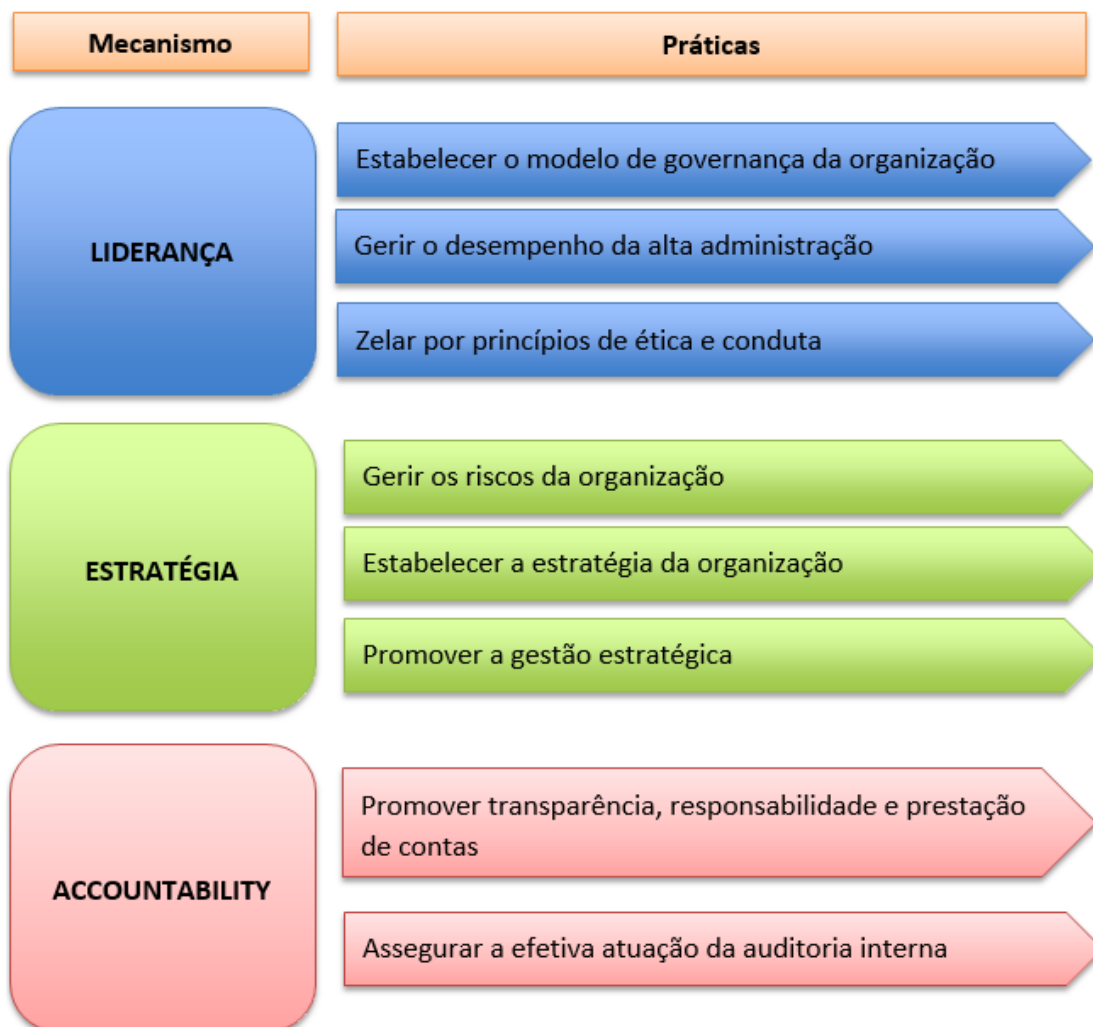 Mecanismo
Práticas
LIDERANÇA
Estabelecer o modelo de governança da organização
Gerir o desempenho da alta administração
Zelar por princípios de ética e conduta
ESTRATÉGIA
Gerir os riscos da organização
Estabelecer a estratégia da organização
Promover a gestão estratégica
ACCOUNTABILITY
Promover transparência, responsabilidade e prestação
de contas
Assegurar a efetiva atuação da auditoria interna